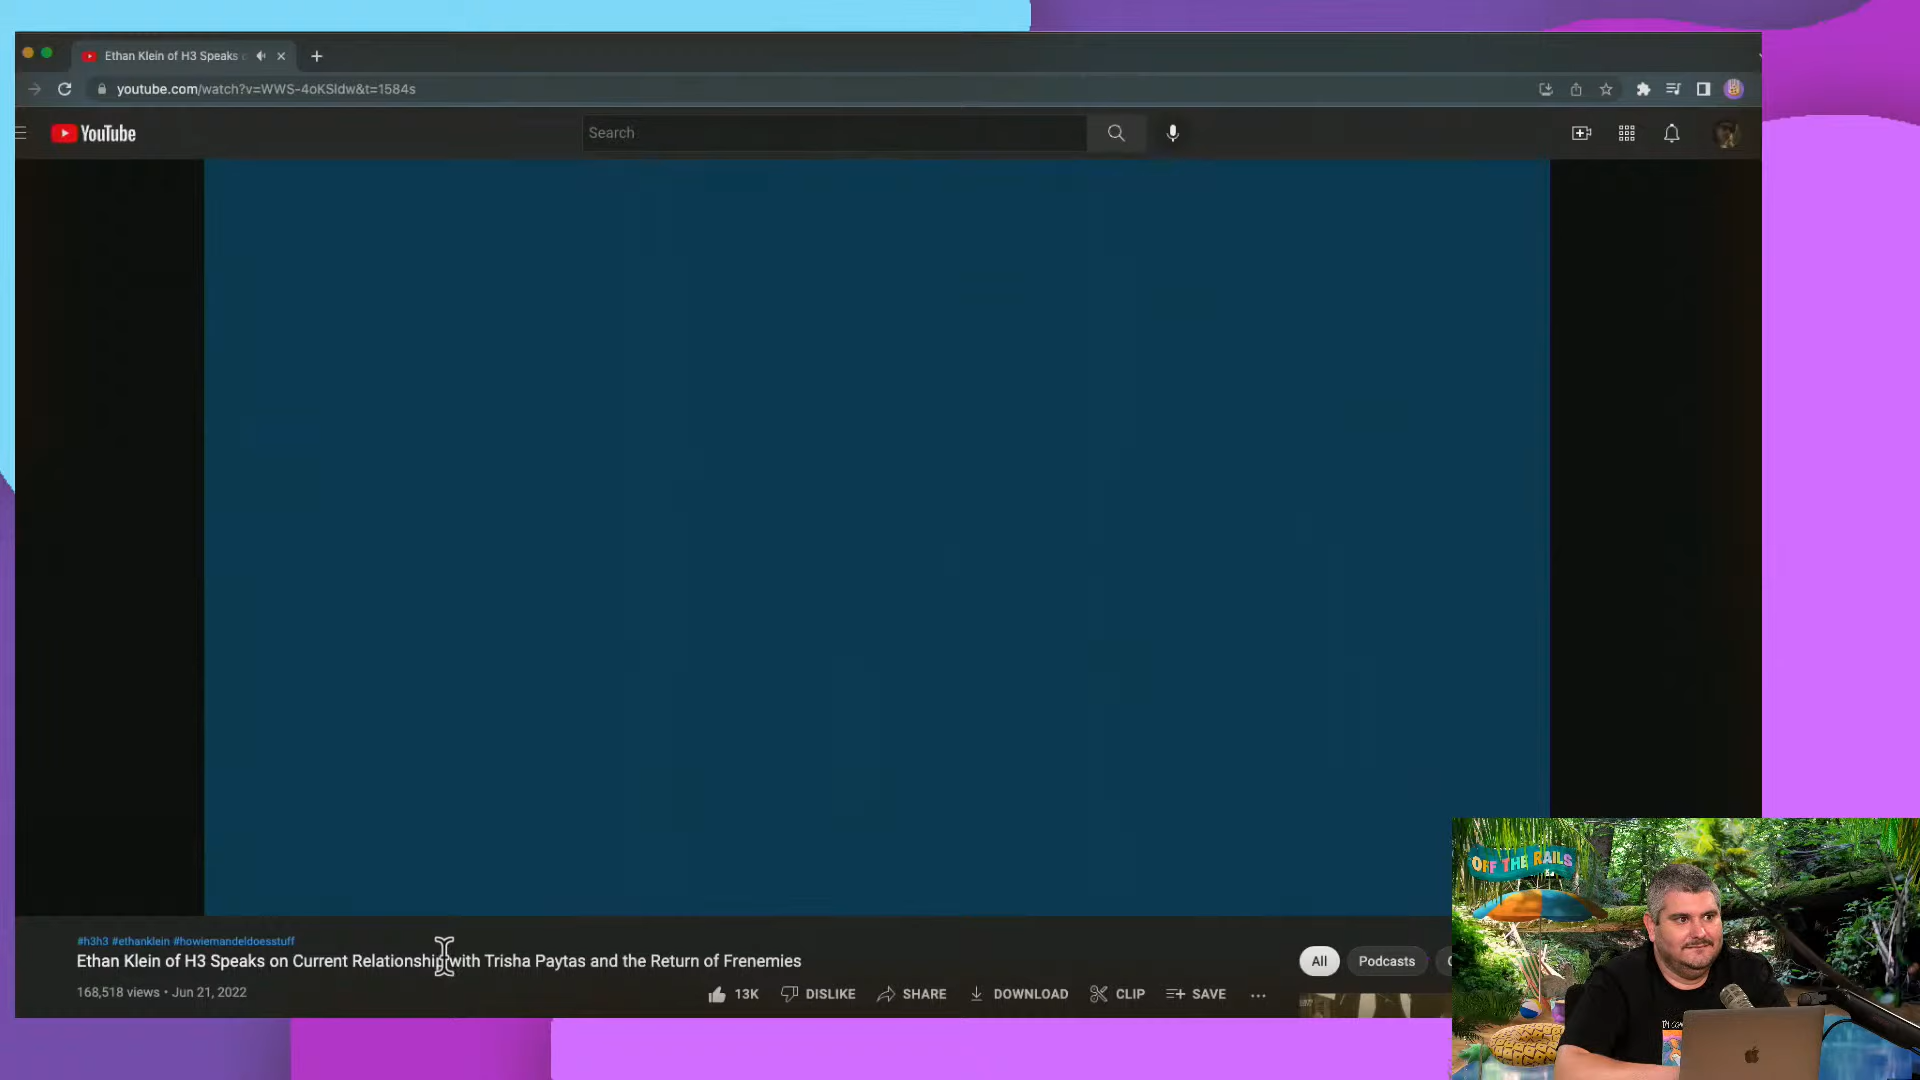 Ethan Klein of H3 Speaks
youtube.com/watch?v=WWS-4oKSIdw&t=1584s
YouTube
Search
#h3h3 #ethanklein #howiemandeldoesstuff
Ethan Klein of H3 Speaks on Current Relationship with Trisha Paytas and the Return of Frenemies
168,518 views • Jun 21, 2022
13K
DISLIKE
SHARE
DOWNLOAD
CLIP
SAVE
All
Podcasts
OFF THE RAILS